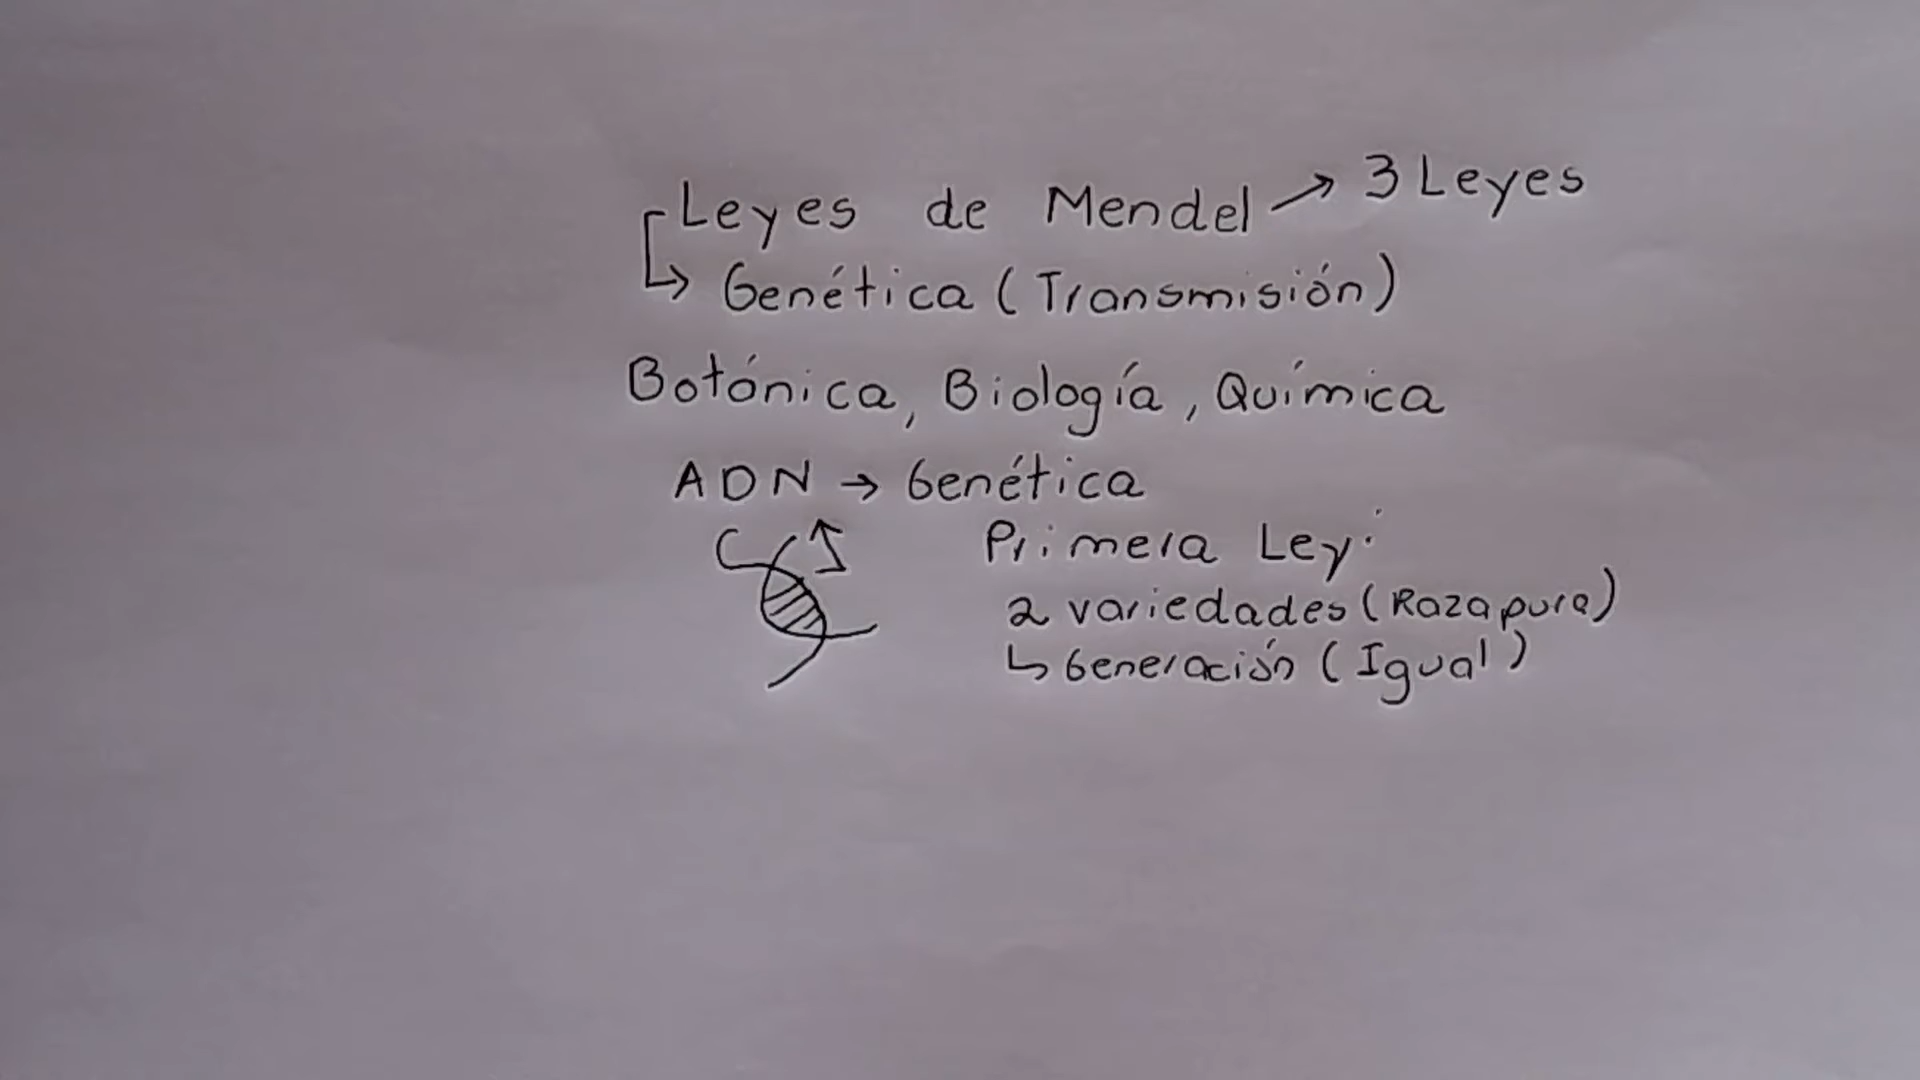 Leyes de Mendel → 3 Leyes
↳ Genética (Transmisión)
Botánica, Biología, Química
ADN → Genética
Primera Ley:
2 variedades (Raza pura)
↳ Generación (Igual)